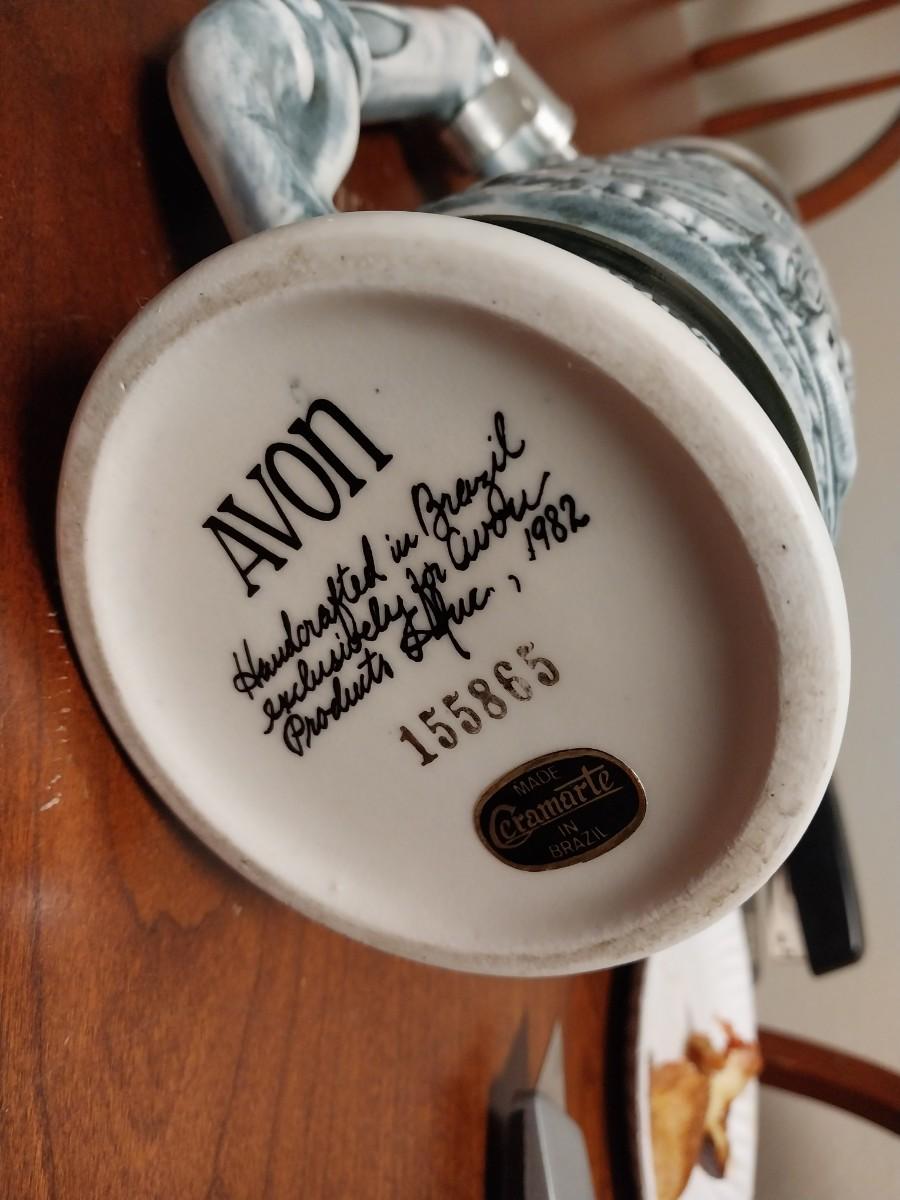 AVON
Handcrafted in Brazil
exclusively for Avon
Products Inc., 1982
155865
MADE
Ceramarte
IN
BRAZIL